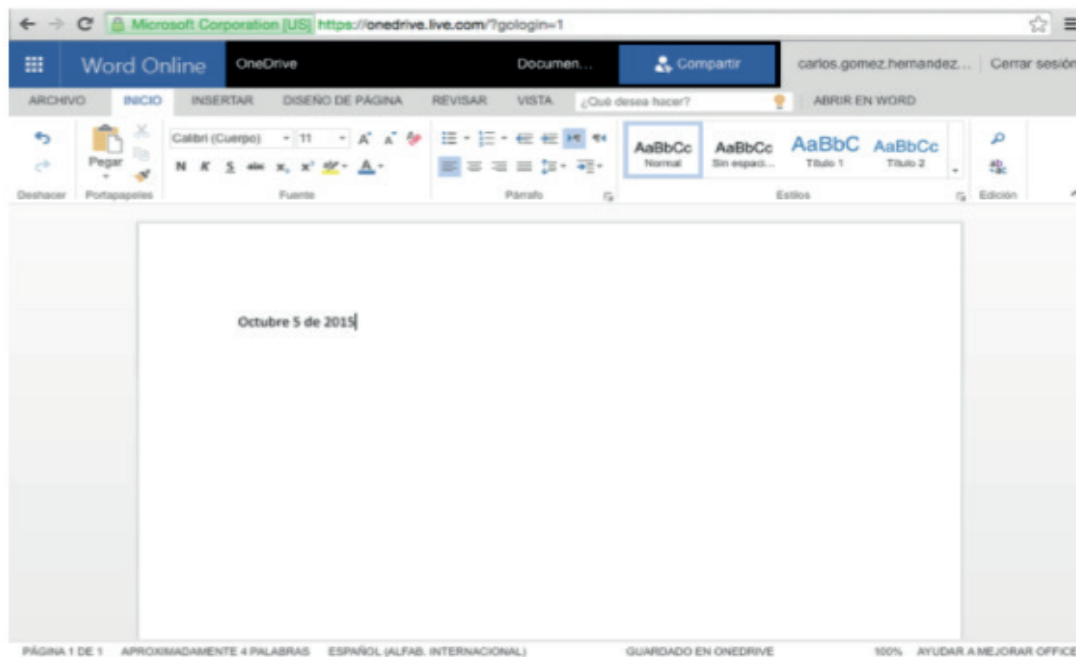 Microsoft Corporation [US] https://onedrive.live.com/?gologin=1
Word Online OneDrive Documen... Compartir carlos.gomez.hernandez... Cerrar sesión
ARCHIVO INICIO INSERTAR DISEÑO DE PÁGINA REVISAR VISTA ¿Qué desea hacer? ABRIR EN WORD
Calibri (Cuerpo) 11 A A
Pegar N K S abc x, x² A AaBbCc AaBbCc AaBbC AaBbCc
Normal Sin espaci... Título 1 Título 2
Deshacer Portapapeles Fuente Párrafo Estilos Edición
Octubre 5 de 2015
PÁGINA 1 DE 1 APROXIMADAMENTE 4 PALABRAS ESPAÑOL (ALFAB. INTERNACIONAL) GUARDADO EN ONEDRIVE 100% AYUDAR A MEJORAR OFFICE